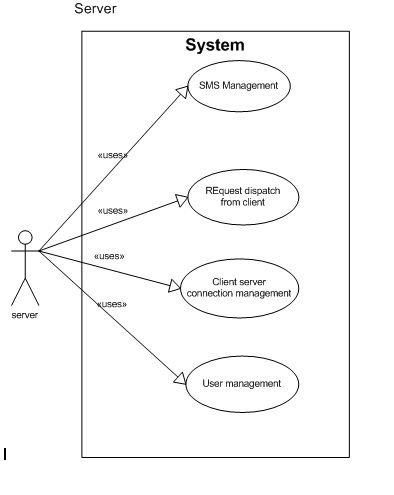 Server
System
SMS Management
«uses»
REquest dispatch
from client
«uses»
«uses»
Client server
connection management
server
«uses»
User management